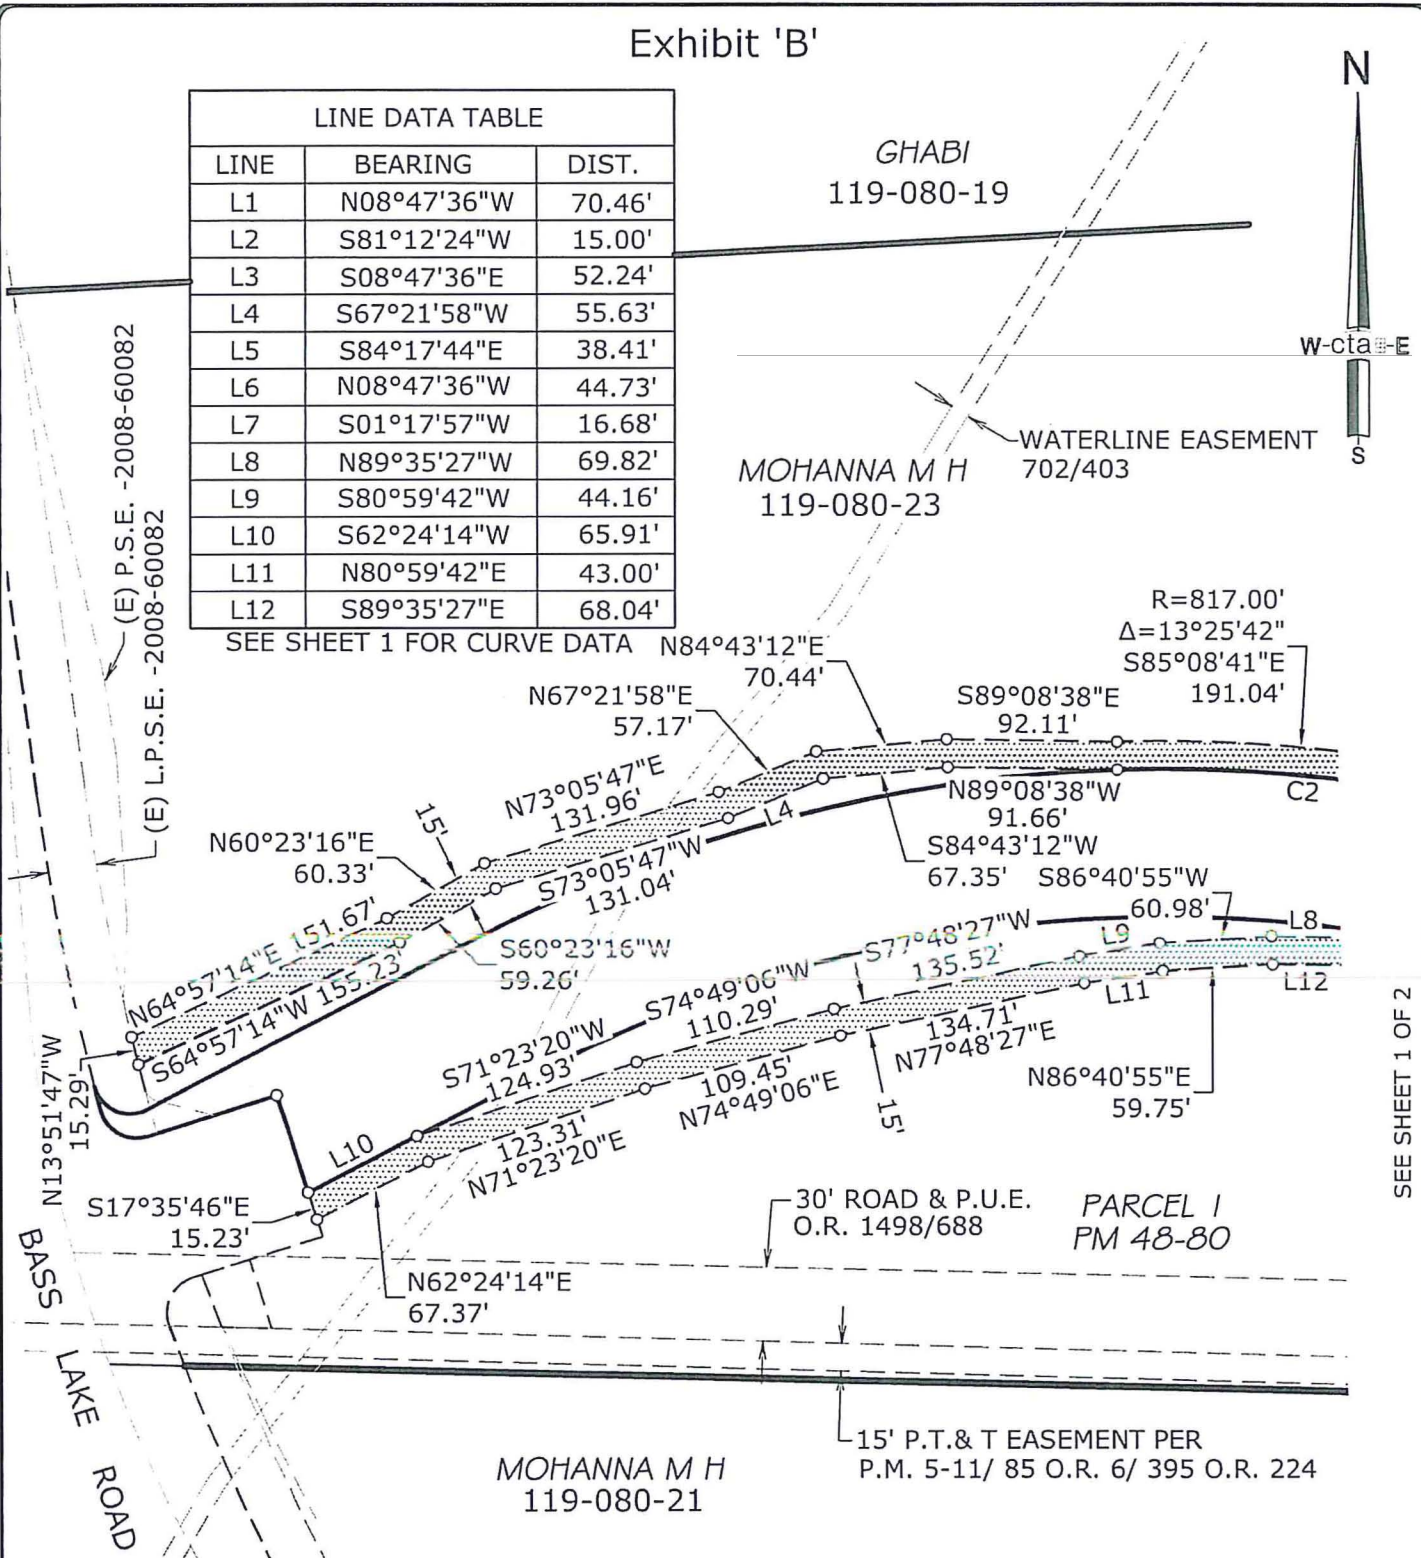 Exhibit 'B'
LINE DATA TABLE
LINE BEARING DIST.
L1 N08°47'36"W 70.46'
L2 S81°12'24"W 15.00'
L3 S08°47'36"E 52.24'
L4 S67°21'58"W 55.63'
L5 S84°17'44"E 38.41'
L6 N08°47'36"W 44.73'
L7 S01°17'57"W 16.68'
L8 N89°35'27"W 69.82'
L9 S80°59'42"W 44.16'
L10 S62°24'14"W 65.91'
L11 N80°59'42"E 43.00'
L12 S89°35'27"E 68.04'
SEE SHEET 1 FOR CURVE DATA
GHABI
119-080-19
N
W-cta -E
S
WATERLINE EASEMENT
702/403
MOHANNA M H
119-080-23
(E) P.S.E. -2008-60082
(E) L.P.S.E. -2008-60082
R=817.00'
Δ=13°25'42"
S85°08'41"E
191.04'
N84°43'12"E
70.44'
S89°08'38"E
92.11'
N67°21'58"E
57.17'
N73°05'47"E
131.96'
15'
N60°23'16"E
60.33'
L4
N89°08'38"W
91.66'
C2
S84°43'12"W
67.35'
S73°05'47"W
131.04'
S86°40'55"W
60.98'
L8
N64°57'14"E 151.67'
S64°57'14"W 155.23'
S60°23'16"W
59.26'
S77°48'27"W
135.52'
L9
L11
L12
S74°49'06"W
110.29'
S71°23'20"W
124.93'
134.71'
N77°48'27"E
109.45'
N74°49'06"E
15'
N86°40'55"E
59.75'
N13°51'47"W
15.29'
L10
123.31'
N71°23'20"E
S17°35'46"E
15.23'
N62°24'14"E
67.37'
30' ROAD & P.U.E.
O.R. 1498/688
PARCEL 1
PM 48-80
SEE SHEET 1 OF 2
BASS LAKE ROAD
15' P.T.& T EASEMENT PER
P.M. 5-11/ 85 O.R. 6/ 395 O.R. 224
MOHANNA M H
119-080-21